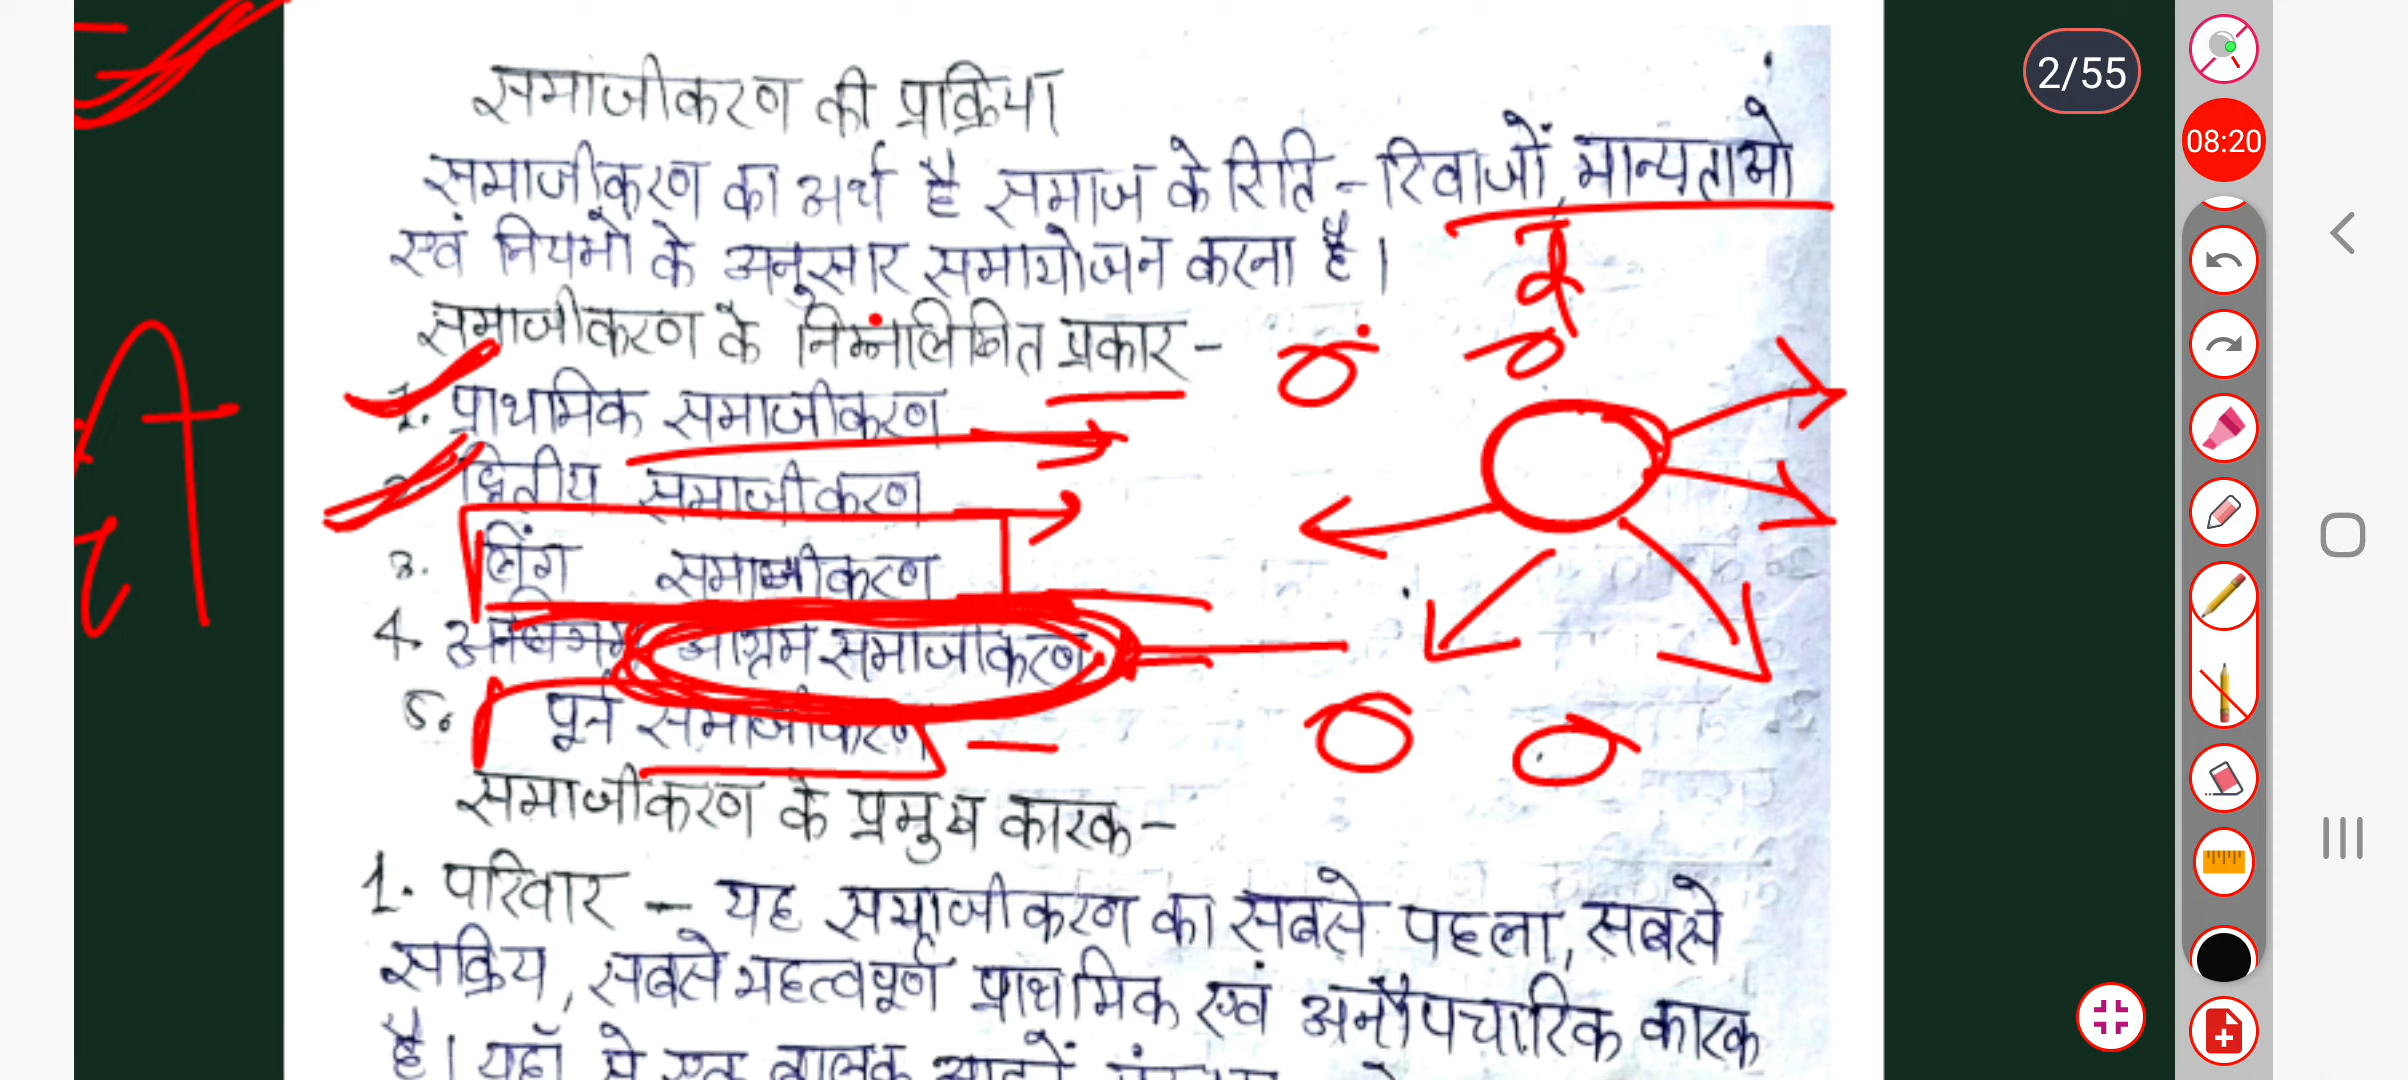 समाजीकरण की प्रक्रिया
समाजीकरण का अर्थ है समाज के रिति - रिवाजों, मान्यताओ
एवं नियमों के अनुसार समायोजन करना है।
समाजीकरण के निम्नलिखित प्रकार -
1. प्राथमिक समाजीकरण
2. द्वितीय समाजीकरण
3. लिंग समाजीकरण
4. अग्रिम समाजीकरण
5. पूर्न समाजीकरण
समाजीकरण के प्रमुख कारक -
1. परिवार - यह समाजीकरण का सबसे पहला, सबसे
सक्रिय, सबसे महत्वपूर्ण प्राथमिक एवं अनौपचारिक कारक
है। यहाँ से एक बालक
2/55
08:20